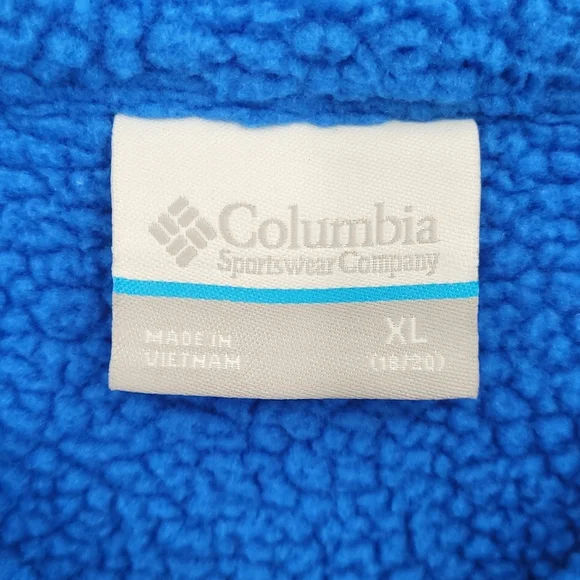 Columbia
Sportswear Company
MADE IN
VIETNAM
XL
(18/20)